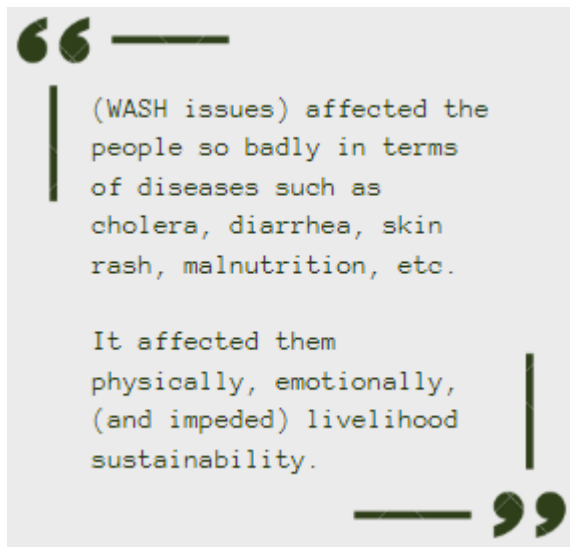 (WASH issues) affected the
people so badly in terms
of diseases such as
cholera, diarrhea, skin
rash, malnutrition, etc.
It affected them
physically, emotionally,
(and impeded) livelihood
sustainability.